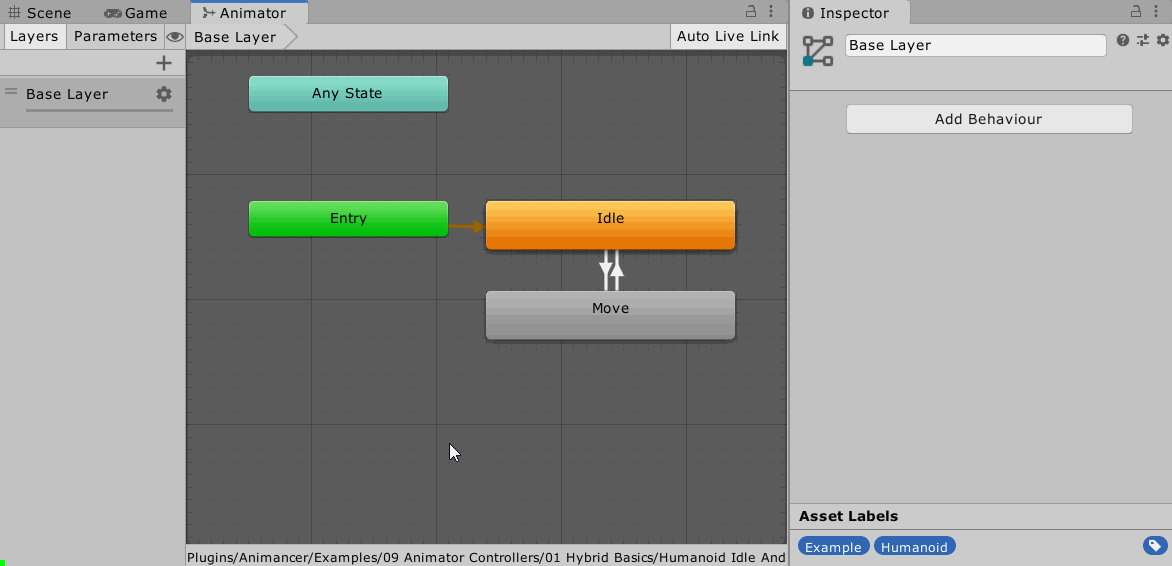 Scene
Game
Animator
Inspector
Layers
Parameters
Base Layer
Auto Live Link
Base Layer
Base Layer
Any State
Add Behaviour
Entry
Idle
Move
Asset Labels
Example
Humanoid
Plugins/Animancer/Examples/09 Animator Controllers/01 Hybrid Basics/Humanoid Idle And